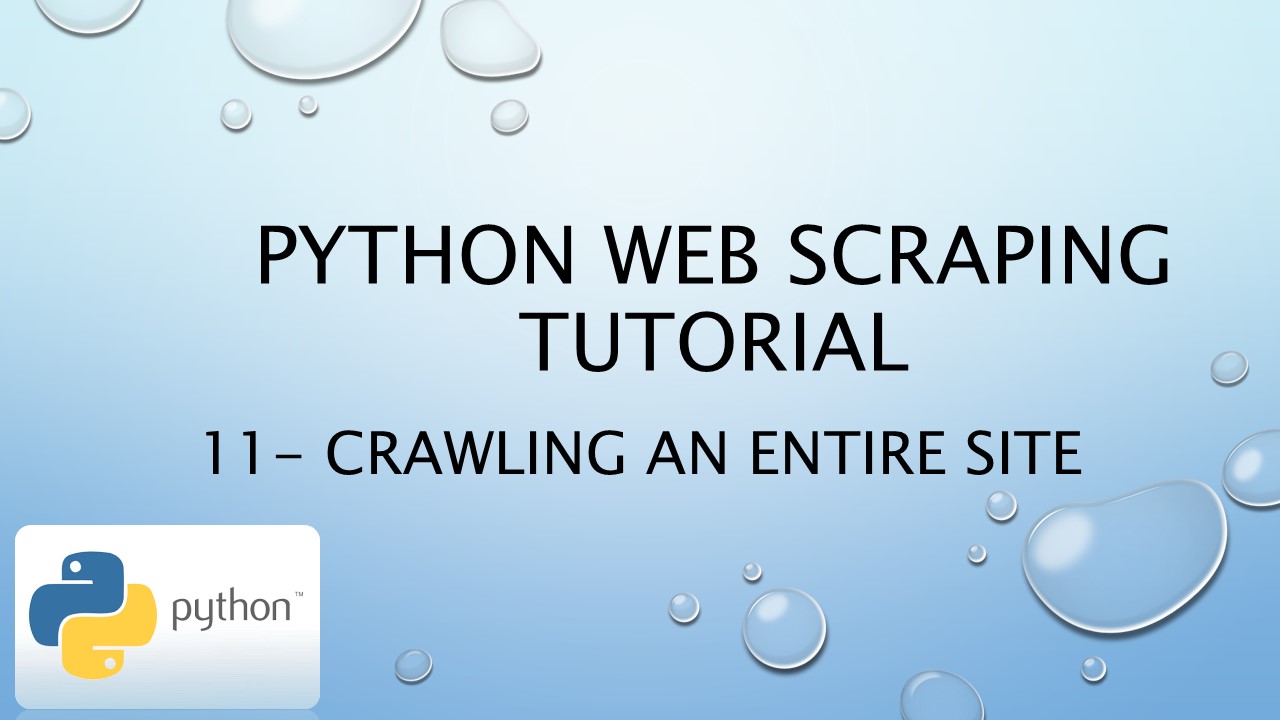 PYTHON WEB SCRAPING
TUTORIAL
11- CRAWLING AN ENTIRE SITE
python™